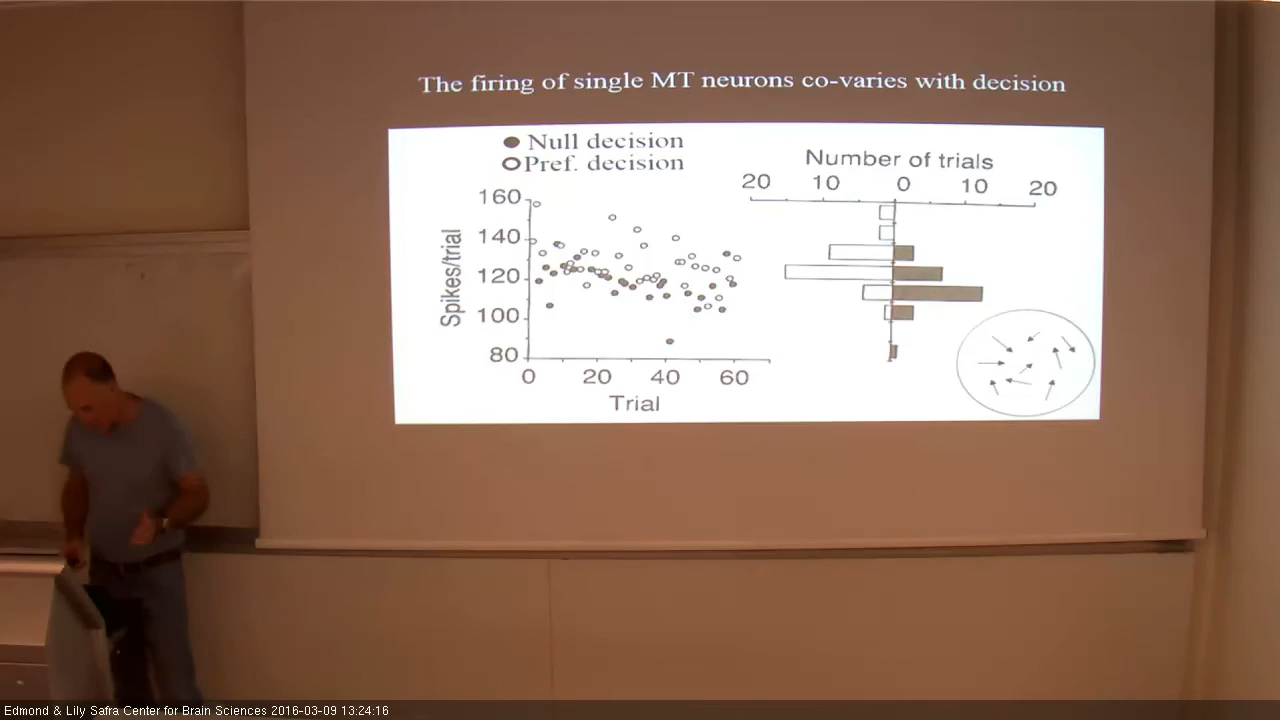 The firing of single MT neurons co-varies with decision
Null decision
Pref. decision
Number of trials
20 10 0 10 20
Spikes/trial
160
140
120
100
80
0 20 40 60
Trial
Edmond & Lily Safra Center for Brain Sciences 2016-03-09 13:24:16